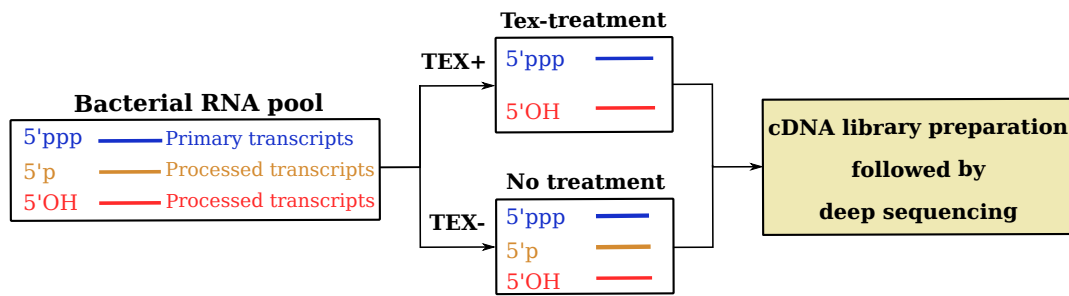 Bacterial RNA pool
5'ppp Primary transcripts
5'p Processed transcripts
5'OH Processed transcripts
TEX+
TEX-
Tex-treatment
5'ppp
5'OH
No treatment
5'ppp
5'p
5'OH
cDNA library preparation
followed by
deep sequencing